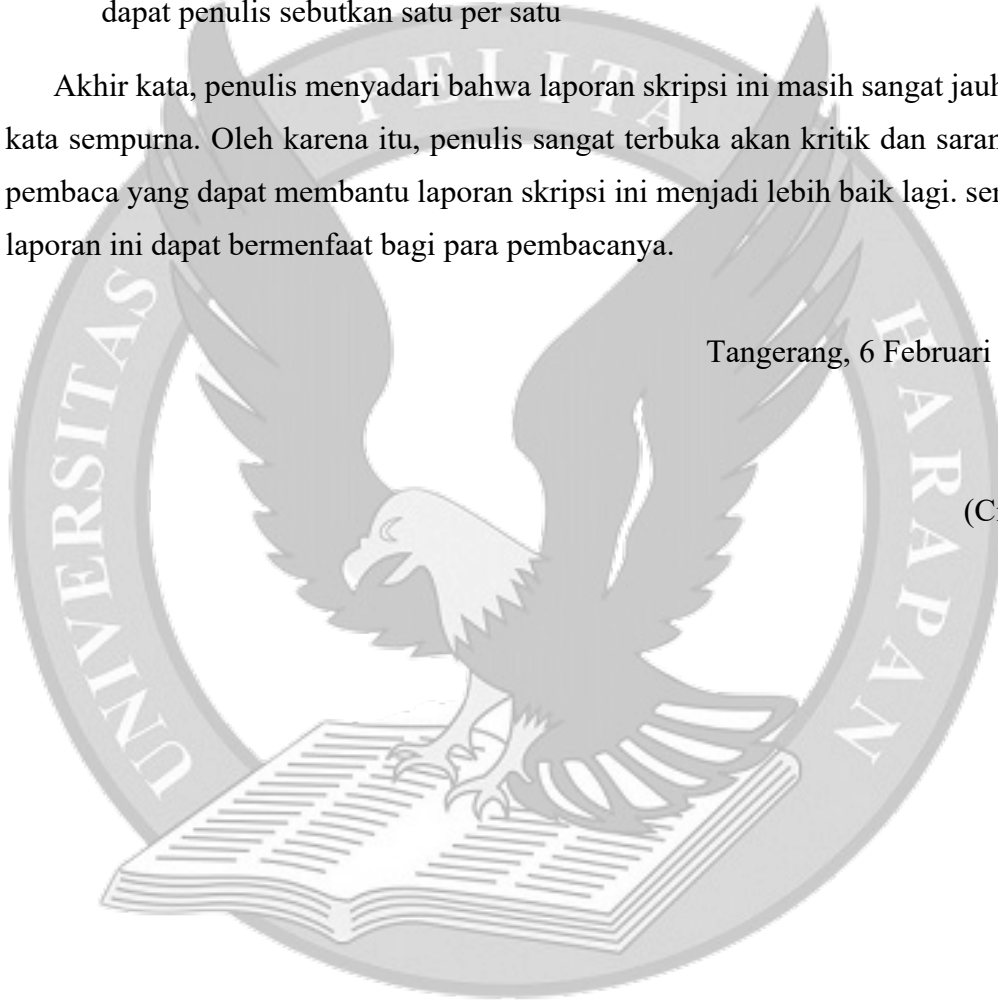 dapat penulis sebutkan satu per satu
Akhir kata, penulis menyadari bahwa laporan skripsi ini masih sangat jauh
kata sempurna. Oleh karena itu, penulis sangat terbuka akan kritik dan saran
pembaca yang dapat membantu laporan skripsi ini menjadi lebih baik lagi.
laporan ini dapat bermenfaat bagi para pembacanya.
Tangerang, 6 Februari
UNIVERSITAS PELITA HARAPAN